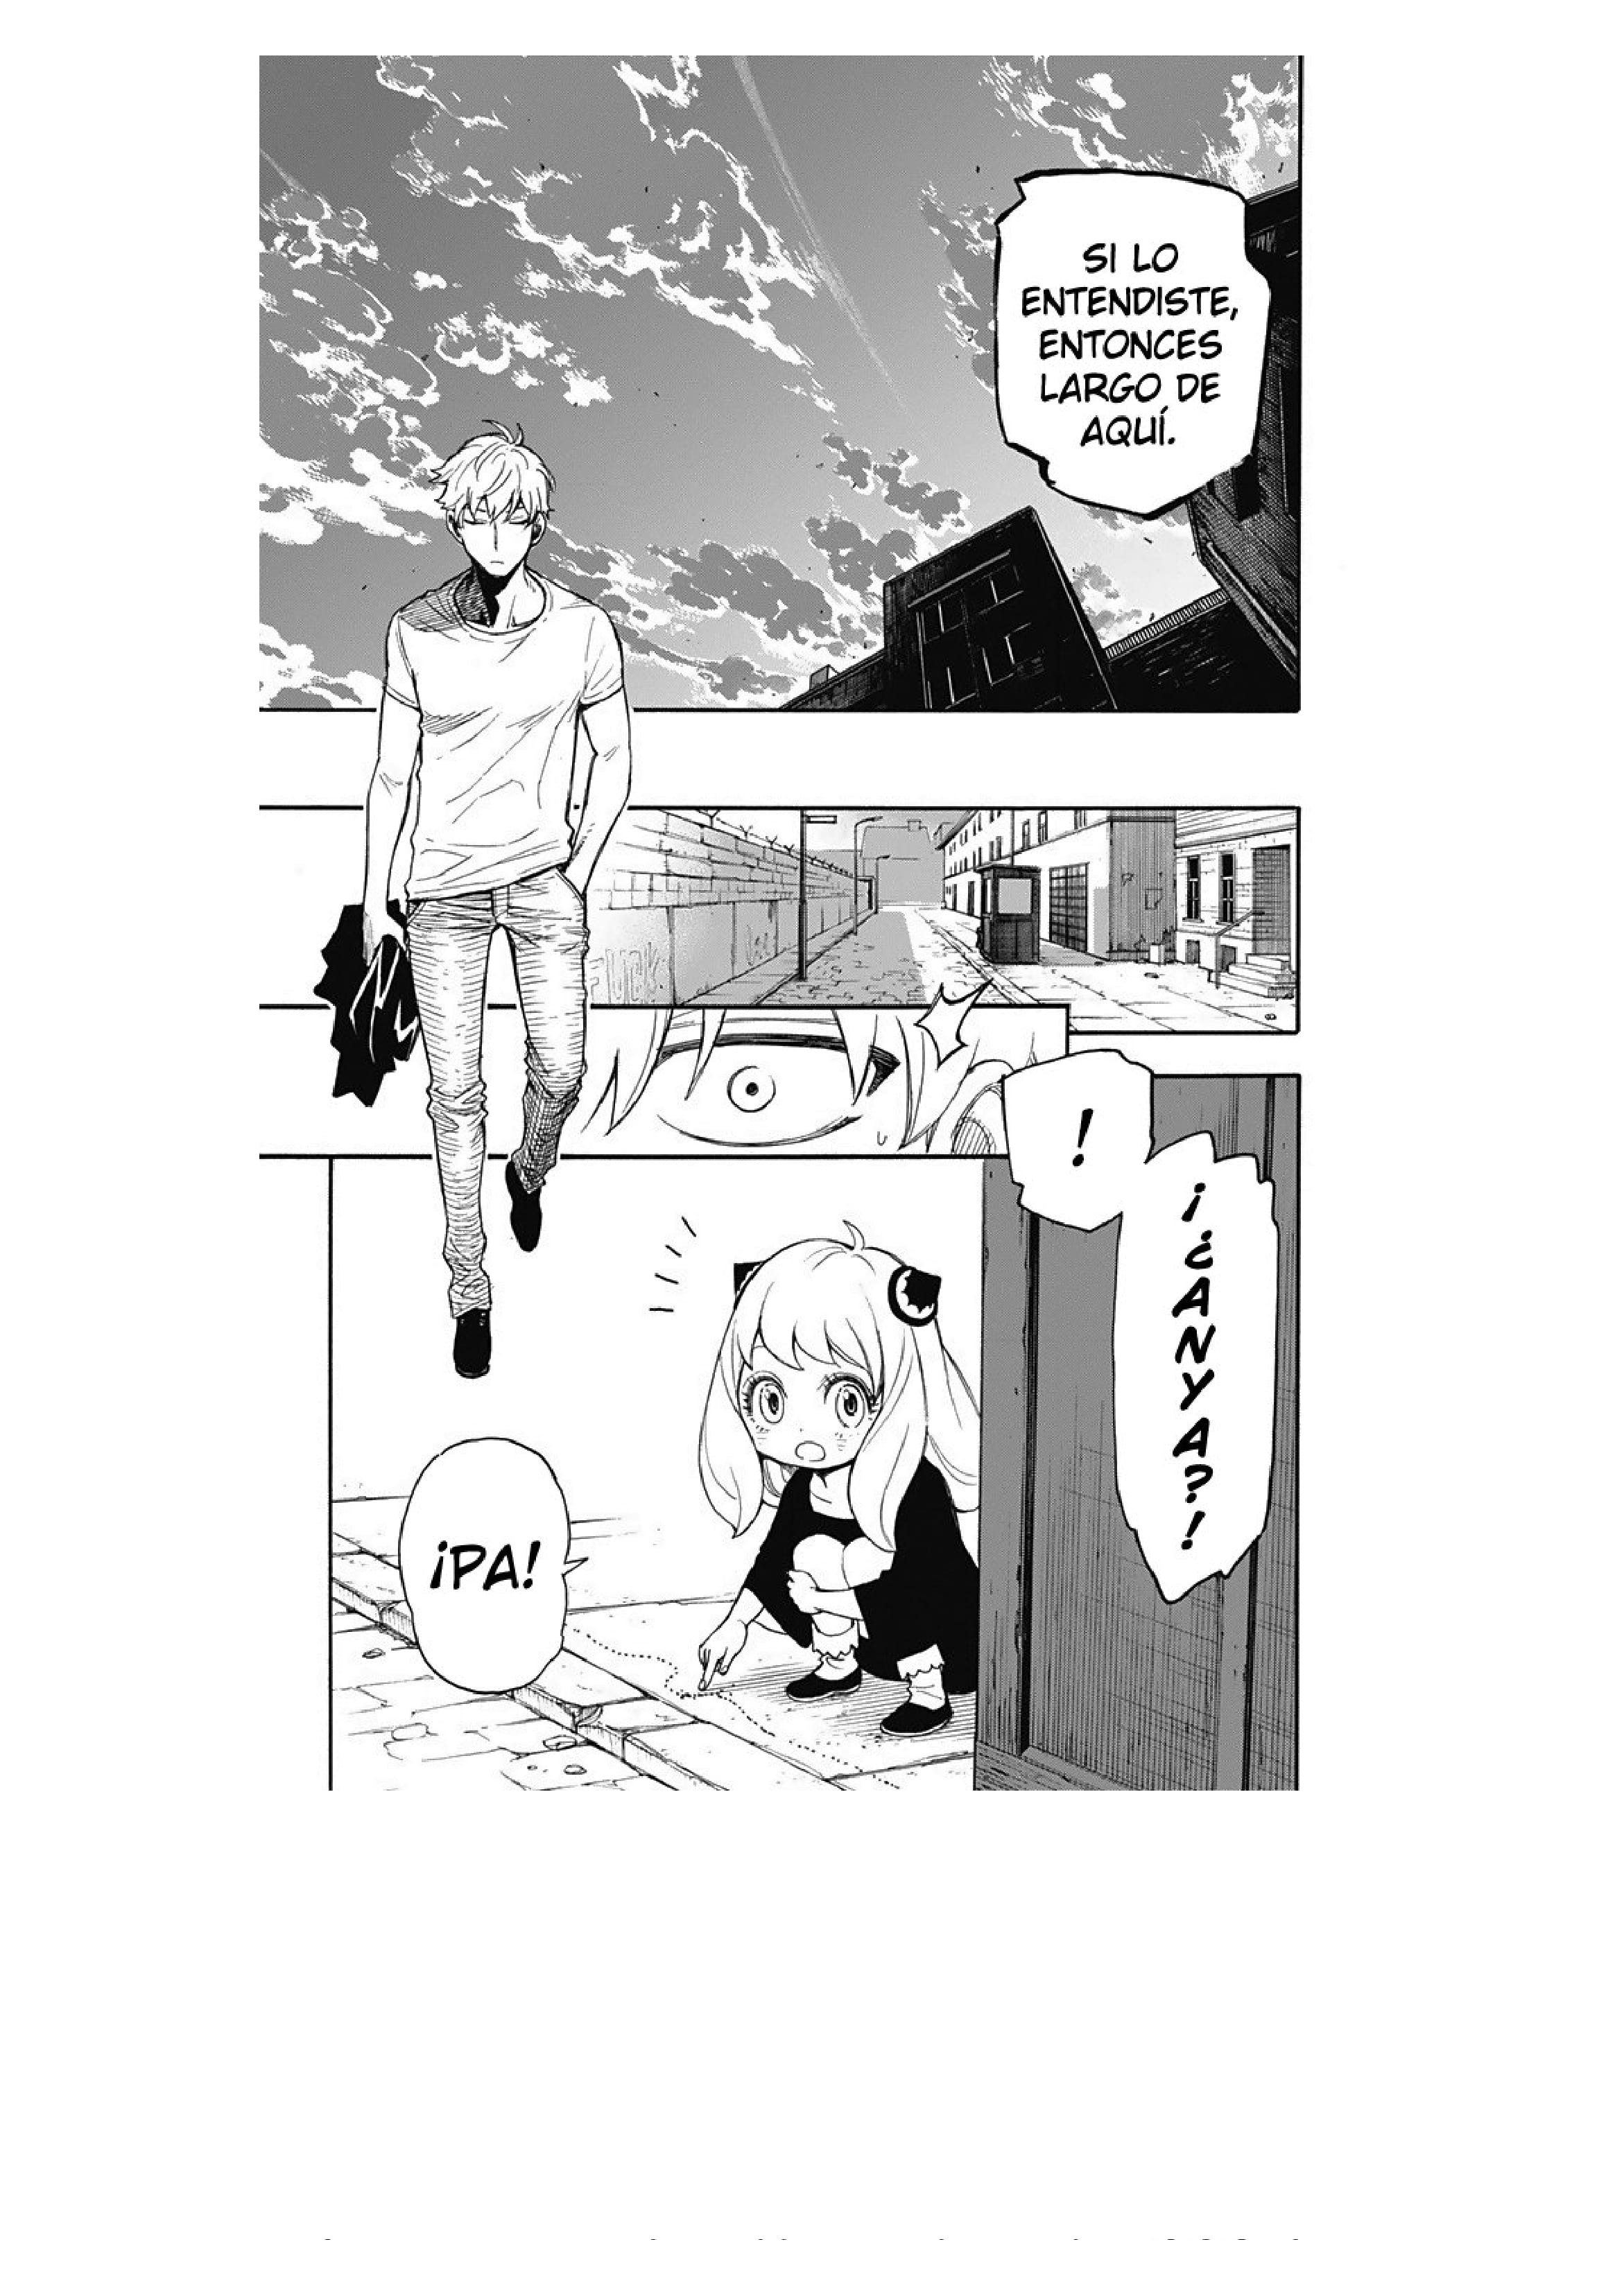 SI LO
ENTENDISTE,
ENTONCES
LARGO DE
AQUÍ.
FUCK
!
¡¿ANYA?!
¡PA!